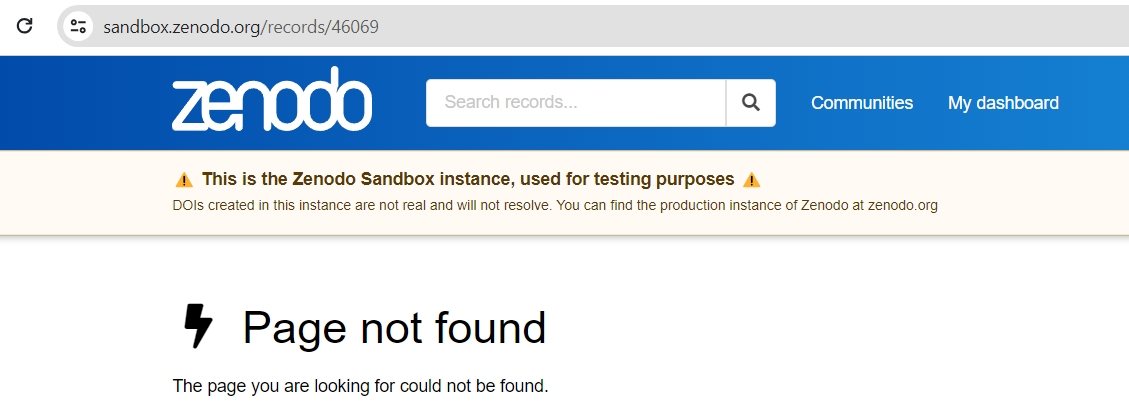 sandbox.zenodo.org/records/46069
zenodo
Search records...
Communities
My dashboard
This is the Zenodo Sandbox instance, used for testing purposes
DOIs created in this instance are not real and will not resolve. You can find the production instance of Zenodo at zenodo.org
Page not found
The page you are looking for could not be found.